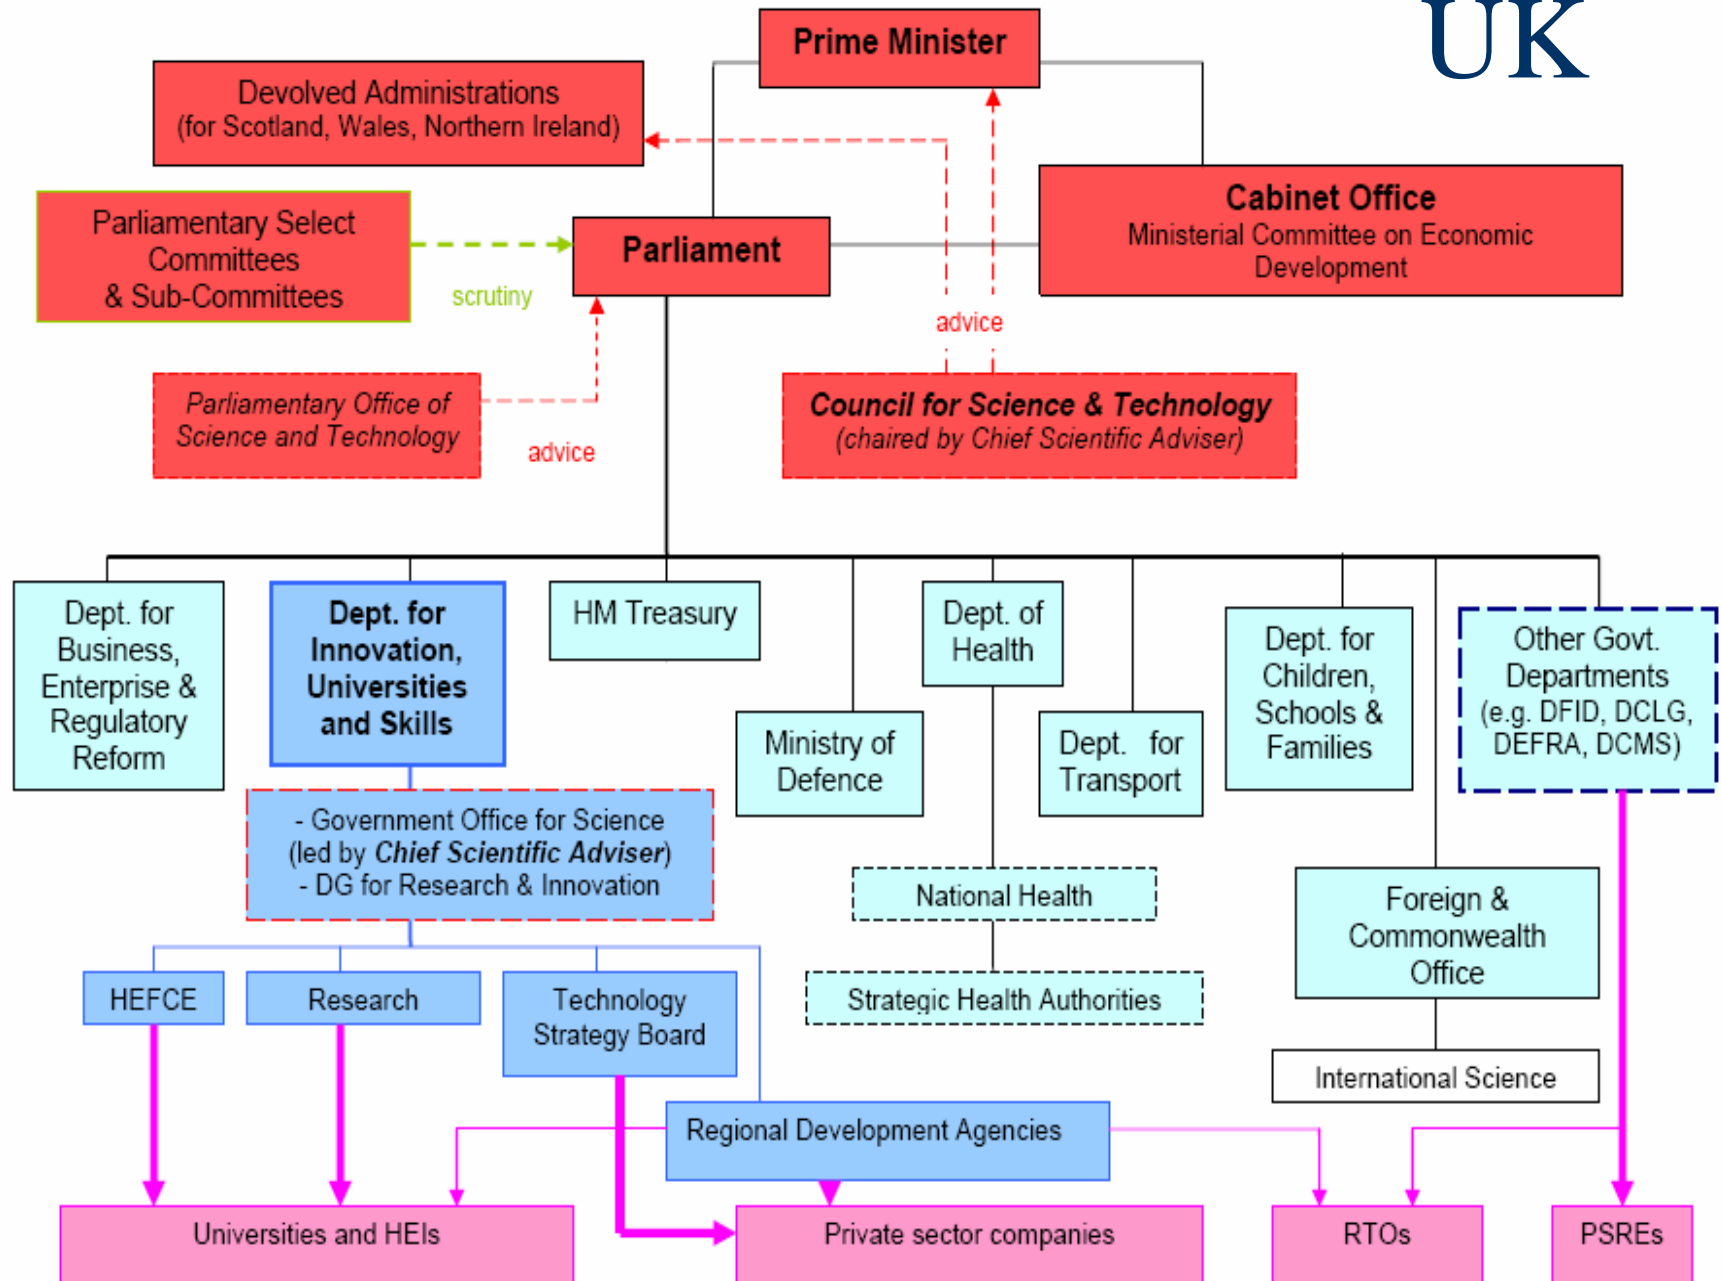 UK
Prime Minister
Devolved Administrations
(for Scotland, Wales, Northern Ireland)
Cabinet Office
Ministerial Committee on Economic
Development
Parliamentary Select
Committees
& Sub-Committees
scrutiny
Parliament
advice
Parliamentary Office of
Science and Technology
advice
Council for Science & Technology
(chaired by Chief Scientific Adviser)
Dept. for
Business,
Enterprise &
Regulatory
Reform
Dept. for
Innovation,
Universities
and Skills
HM Treasury
Ministry of
Defence
Dept. of
Health
Dept. for
Transport
Dept. for
Children,
Schools &
Families
Other Govt.
Departments
(e.g. DFID, DCLG,
DEFRA, DCMS)
- Government Office for Science
(led by Chief Scientific Adviser)
- DG for Research & Innovation
National Health
Strategic Health Authorities
Foreign &
Commonwealth
Office
International Science
HEFCE
Research
Technology
Strategy Board
Regional Development Agencies
Universities and HEIs
Private sector companies
RTOs
PSREs